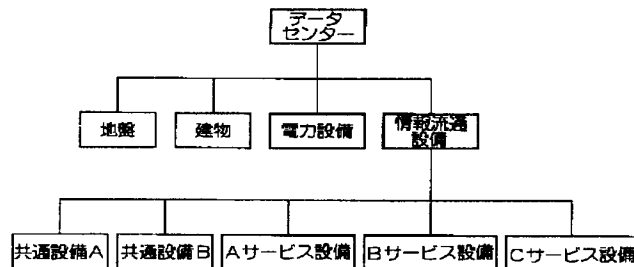 データ
センター
地盤
建物
電力設備
情報流通
設備
共通設備A
共通設備B
Aサービス設備
Bサービス設備
Cサービス設備